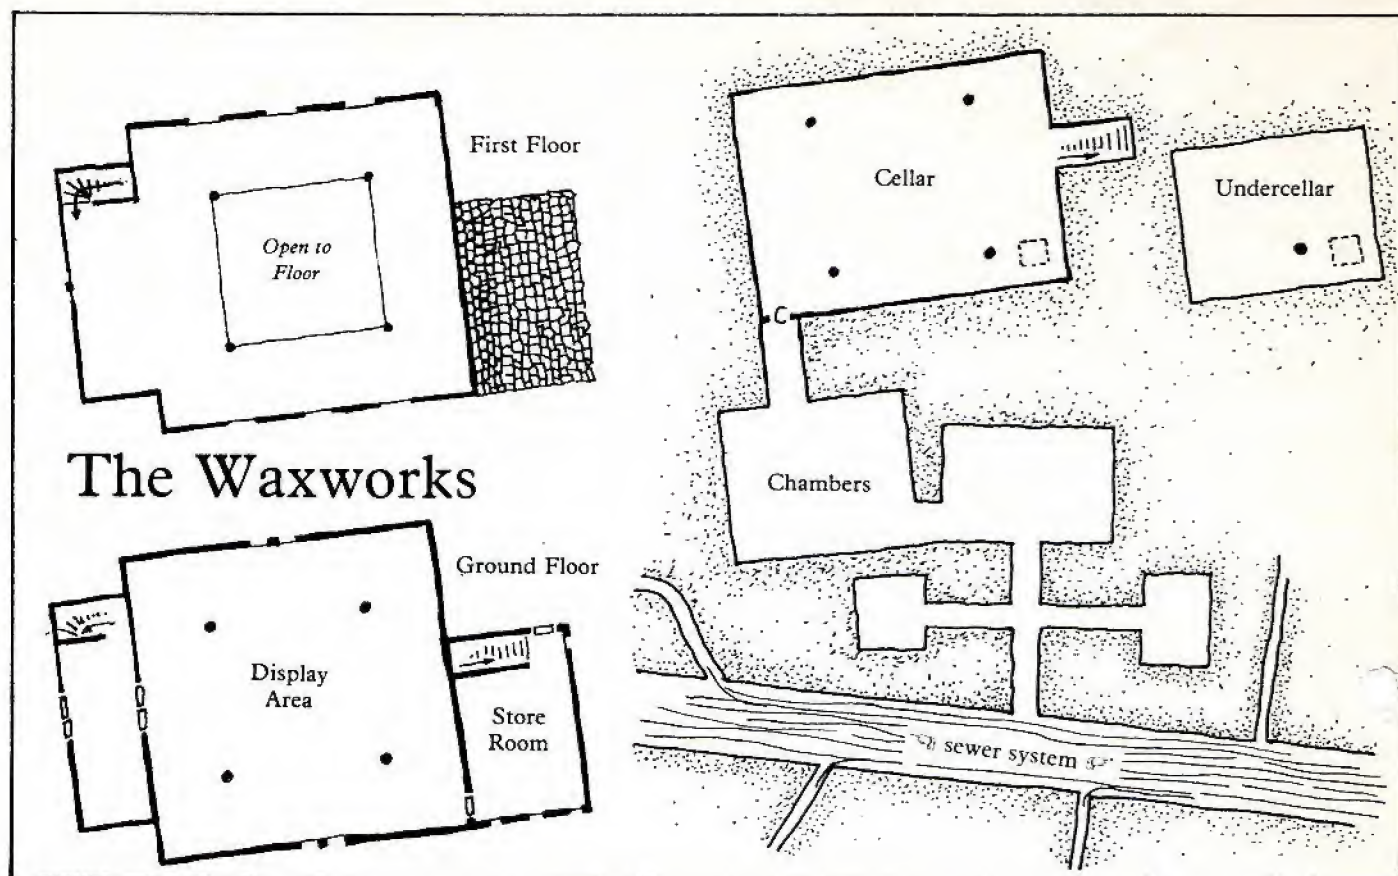 First Floor
Open to
Floor
Cellar
Undercellar
C
The Waxworks
Chambers
Ground Floor
Display
Area
Store
Room
sewer system